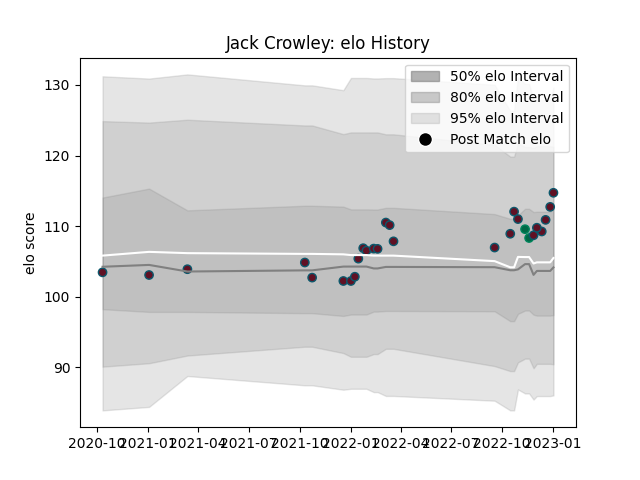 Jack Crowley: elo History
50% elo Interval
80% elo Interval
95% elo Interval
Post Match elo
elo score
130
120
110
100
90
2020-10 2021-01 2021-04 2021-07 2021-10 2022-01 2022-04 2022-07 2022-10 2023-01